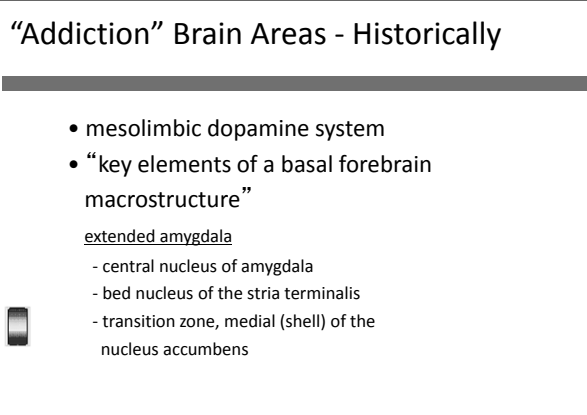 “Addiction” Brain Areas - Historically
• mesolimbic dopamine system
• “key elements of a basal forebrain
macrostructure”
extended amygdala
- central nucleus of amygdala
- bed nucleus of the stria terminalis
- transition zone, medial (shell) of the
nucleus accumbens